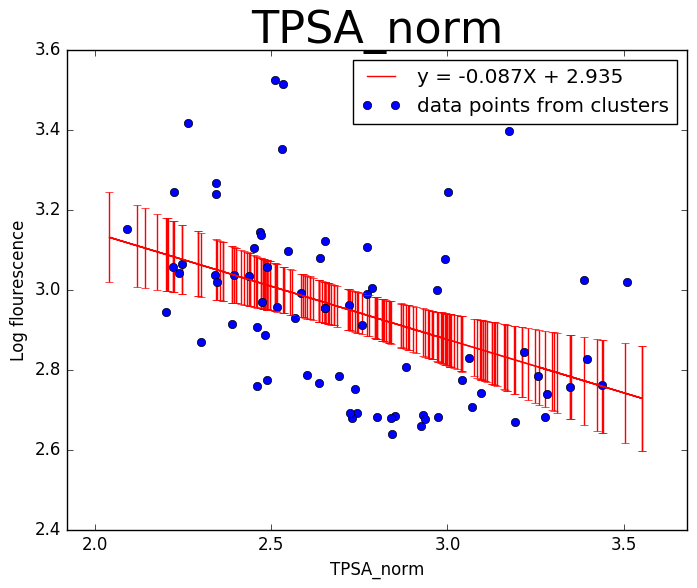 TPSA_norm
y = -0.087X + 2.935
data points from clusters
3.6
3.4
3.2
3.0
2.8
2.6
2.4
Log flourescence
2.0 2.5 3.0 3.5
TPSA_norm